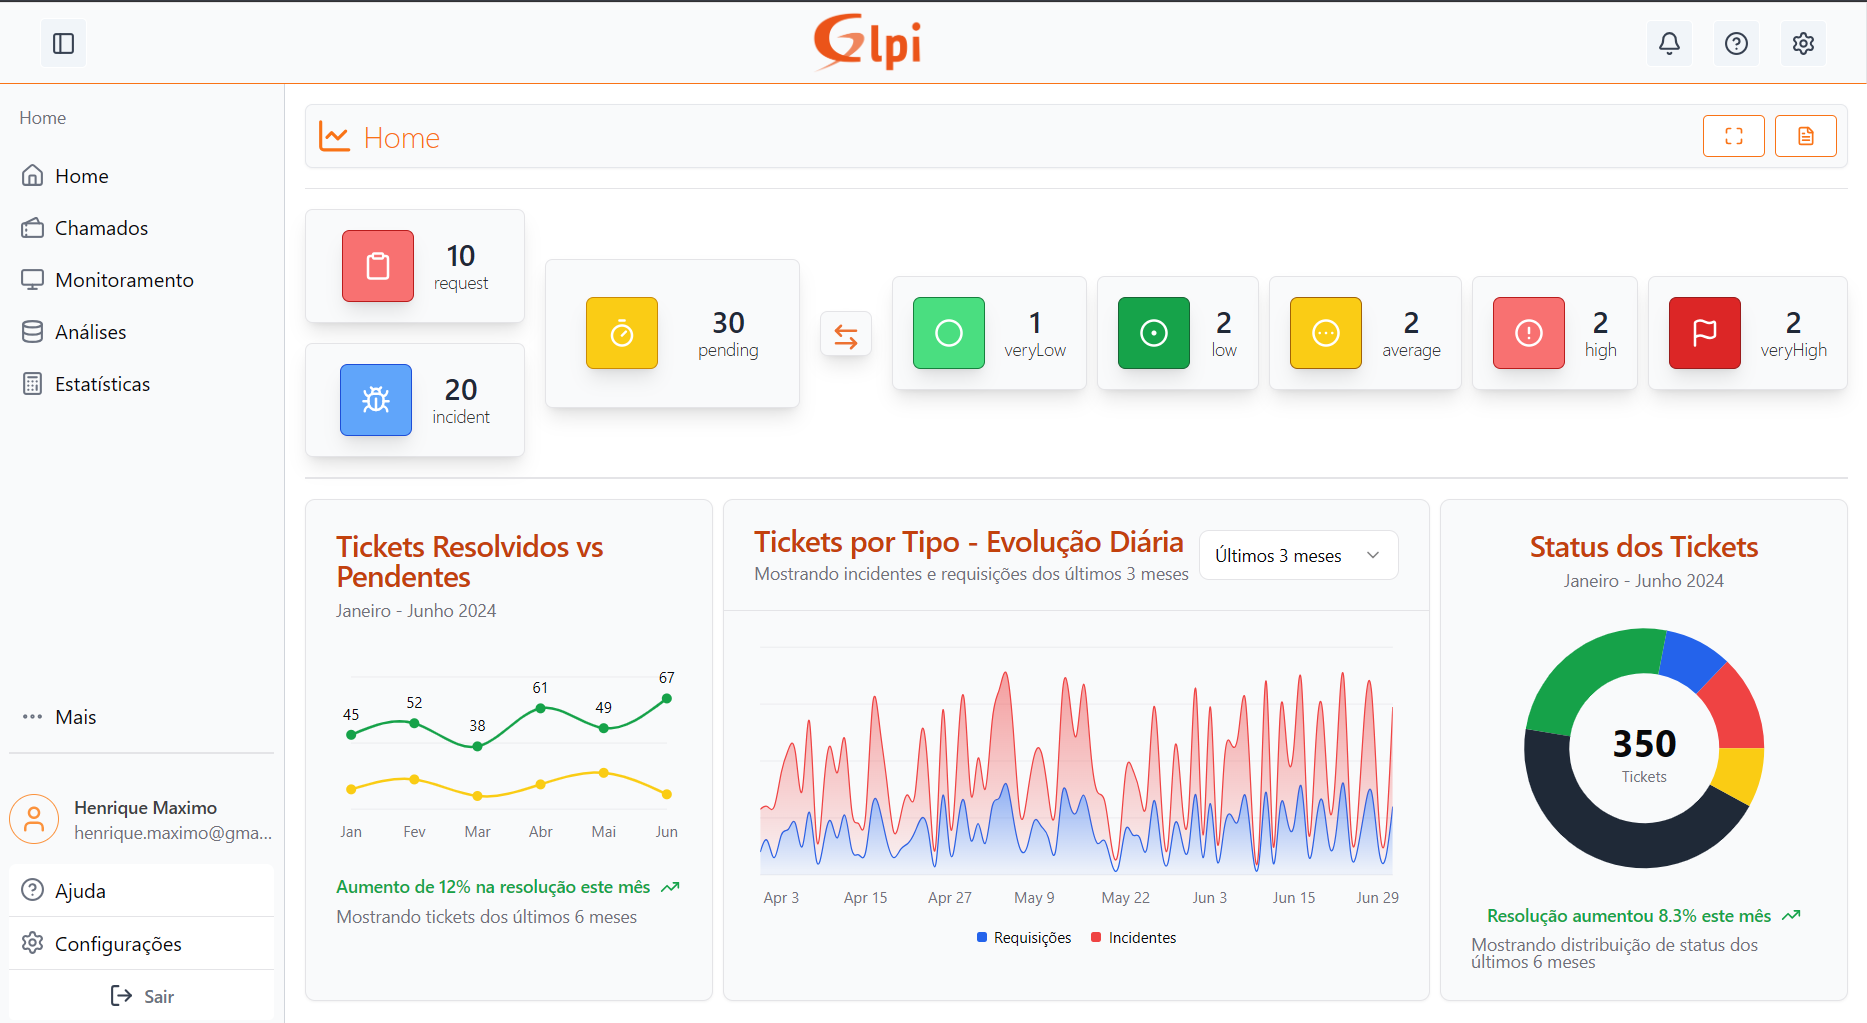 Glpi
Home
Home
Chamados
Monitoramento
Análises
Estatísticas
Mais
Henrique Maximo
henrique.maximo@gma...
Ajuda
Configurações
Sair
Home
10
request
20
incident
30
pending
1
veryLow
2
low
2
average
2
high
2
veryHigh
Tickets Resolvidos vs
Pendentes
Janeiro - Junho 2024
45
52
38
61
49
67
Jan Fev Mar Abr Mai Jun
Aumento de 12% na resolução este mês
Mostrando tickets dos últimos 6 meses
Tickets por Tipo - Evolução Diária
Mostrando incidentes e requisições dos últimos 3 meses
Últimos 3 meses
Apr 3 Apr 15 Apr 27 May 9 May 22 Jun 3 Jun 15 Jun 29
Requisições Incidentes
Status dos Tickets
Janeiro - Junho 2024
350
Tickets
Resolução aumentou 8.3% este mês
Mostrando distribuição de status dos
últimos 6 meses